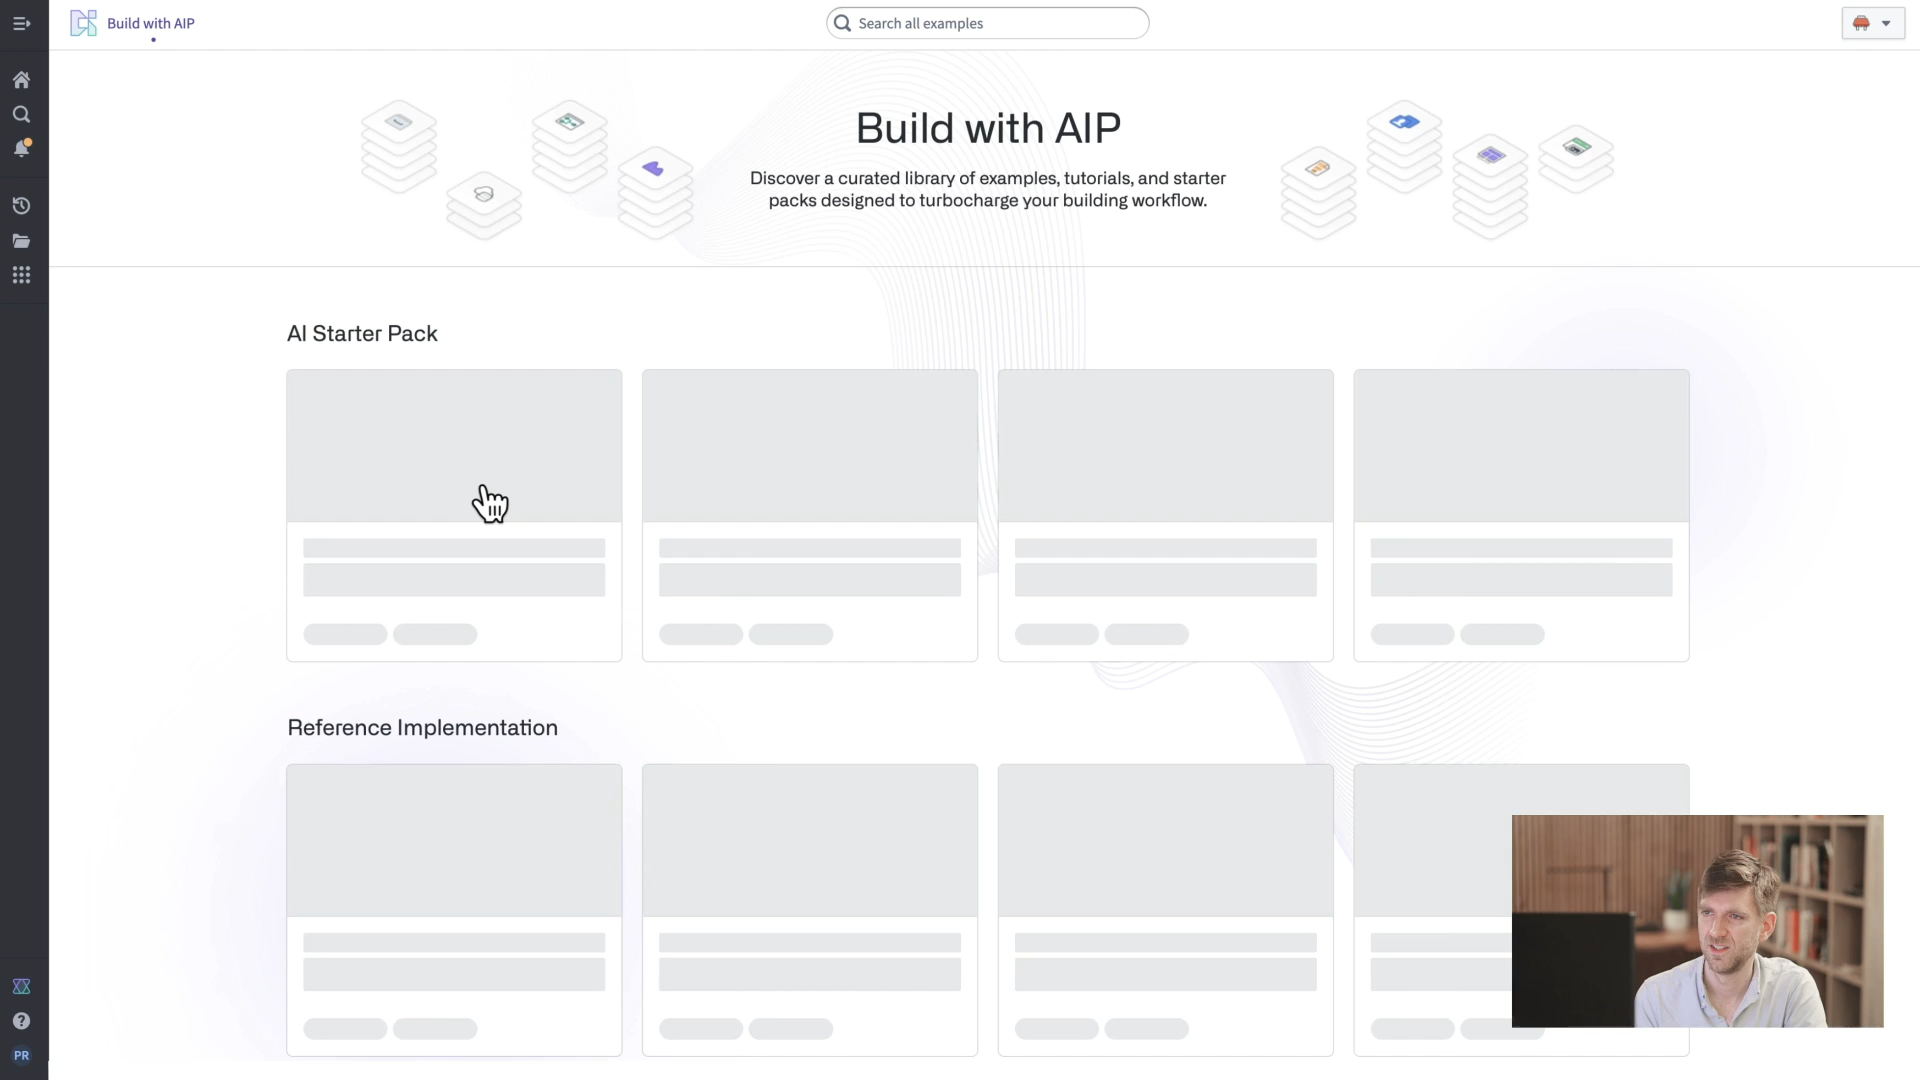 Build with AIP
Search all examples
Build with AIP
Discover a curated library of examples, tutorials, and starter
packs designed to turbocharge your building workflow.
AI Starter Pack
Reference Implementation
PR